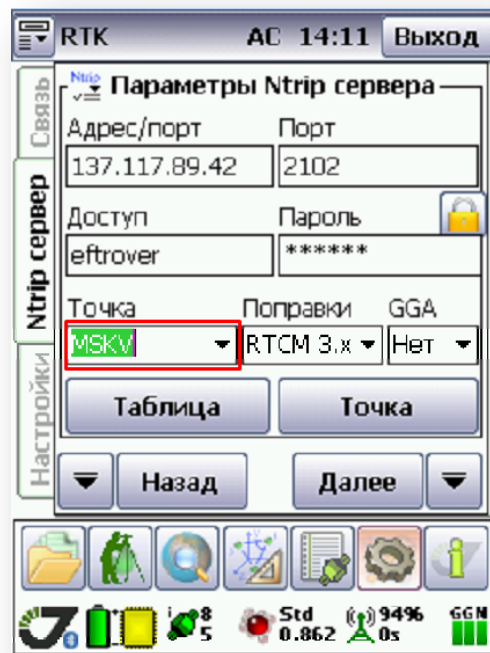 RTK AC 14:11 Выход
Связь
Ntrip сервер
Настройки
Ntrip Параметры Ntrip сервера
Адрес/порт Порт
137.117.89.42 2102
Доступ Пароль
eftrover ******
Точка Поправки GGA
MSKV RTCM 3.x Нет
Таблица Точка
Назад Далее
8 Std 94% GGN
5 0.862 0s